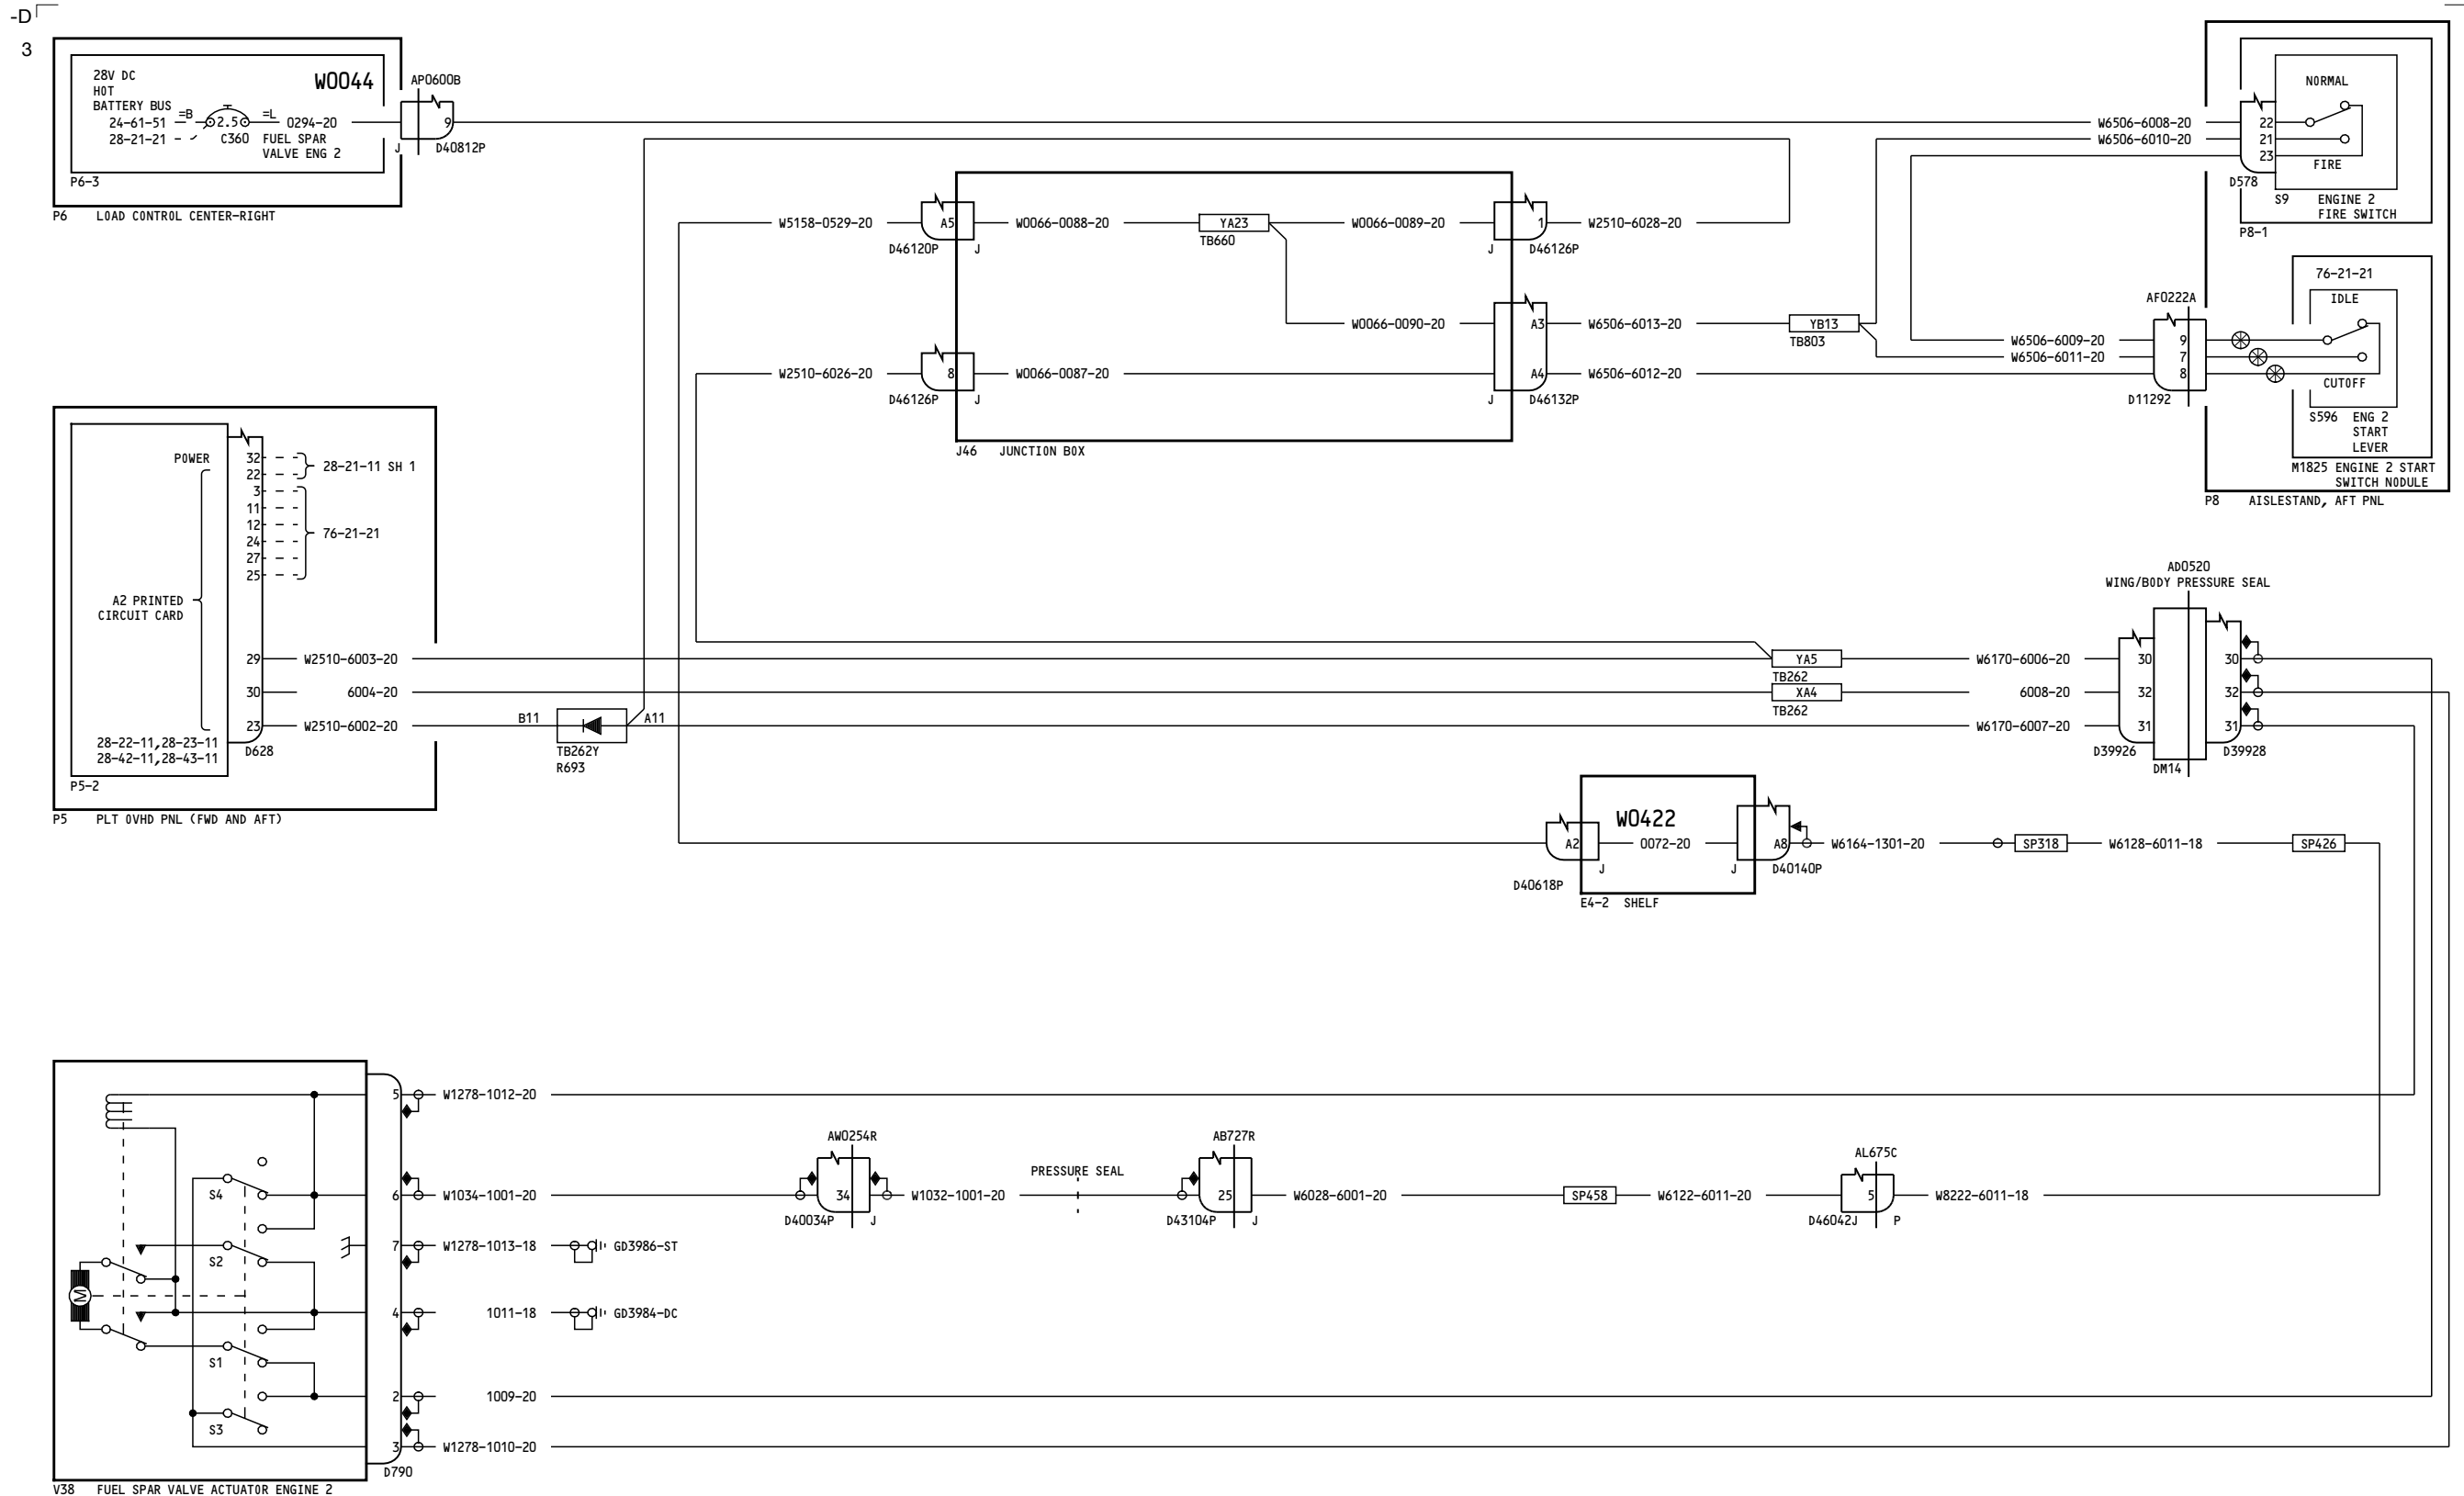 -D
3
28V DC
HOT
BATTERY BUS
24-61-51
28-21-21
=B
2.5
C360
=L
0294-20
FUEL SPAR
VALVE ENG 2
W0044
P6-3
P6 LOAD CONTROL CENTER-RIGHT
AP0600B
9
J
D40812P
W6506-6008-20
W6506-6010-20
22
21
23
D578
NORMAL
FIRE
S9 ENGINE 2
FIRE SWITCH
P8-1
W5158-0529-20
A5
D46120P
J
W0066-0088-20
YA23
TB660
W0066-0089-20
1
J
D46126P
W2510-6028-20
W0066-0090-20
A3
W6506-6013-20
YB13
TB803
W2510-6026-20
8
D46126P
J
W0066-0087-20
A4
J
D46132P
W6506-6012-20
J46 JUNCTION BOX
W6506-6009-20
W6506-6011-20
AF0222A
9
7
8
D11292
76-21-21
IDLE
CUTOFF
S596 ENG 2
START
LEVER
M1825 ENGINE 2 START
SWITCH NODULE
P8 AISLESTAND, AFT PNL
POWER
A2 PRINTED
CIRCUIT CARD
32
22
3
11
12
24
27
25
28-21-11 SH 1
76-21-21
29
30
23
W2510-6003-20
6004-20
W2510-6002-20
28-22-11,28-23-11
28-42-11,28-43-11
D628
P5-2
P5 PLT OVHD PNL (FWD AND AFT)
B11
A11
TB262Y
R693
YA5
TB262
XA4
TB262
W6170-6006-20
6008-20
W6170-6007-20
AD0520
WING/BODY PRESSURE SEAL
30
32
31
D39926
DM14
30
32
31
D39928
A2
D40618P
J
W0422
0072-20
J
A8
D40140P
E4-2 SHELF
W6164-1301-20
SP318
W6128-6011-18
SP426
5
W1278-1012-20
6
W1034-1001-20
AW0254R
34
D40034P
J
W1032-1001-20
PRESSURE SEAL
AB727R
25
D43104P
J
W6028-6001-20
SP458
W6122-6011-20
AL675C
5
D46042J
P
W8222-6011-18
7
W1278-1013-18
GD3986-ST
4
1011-18
GD3984-DC
2
1009-20
3
W1278-1010-20
D790
S4
S2
M
S1
S3
V38 FUEL SPAR VALVE ACTUATOR ENGINE 2